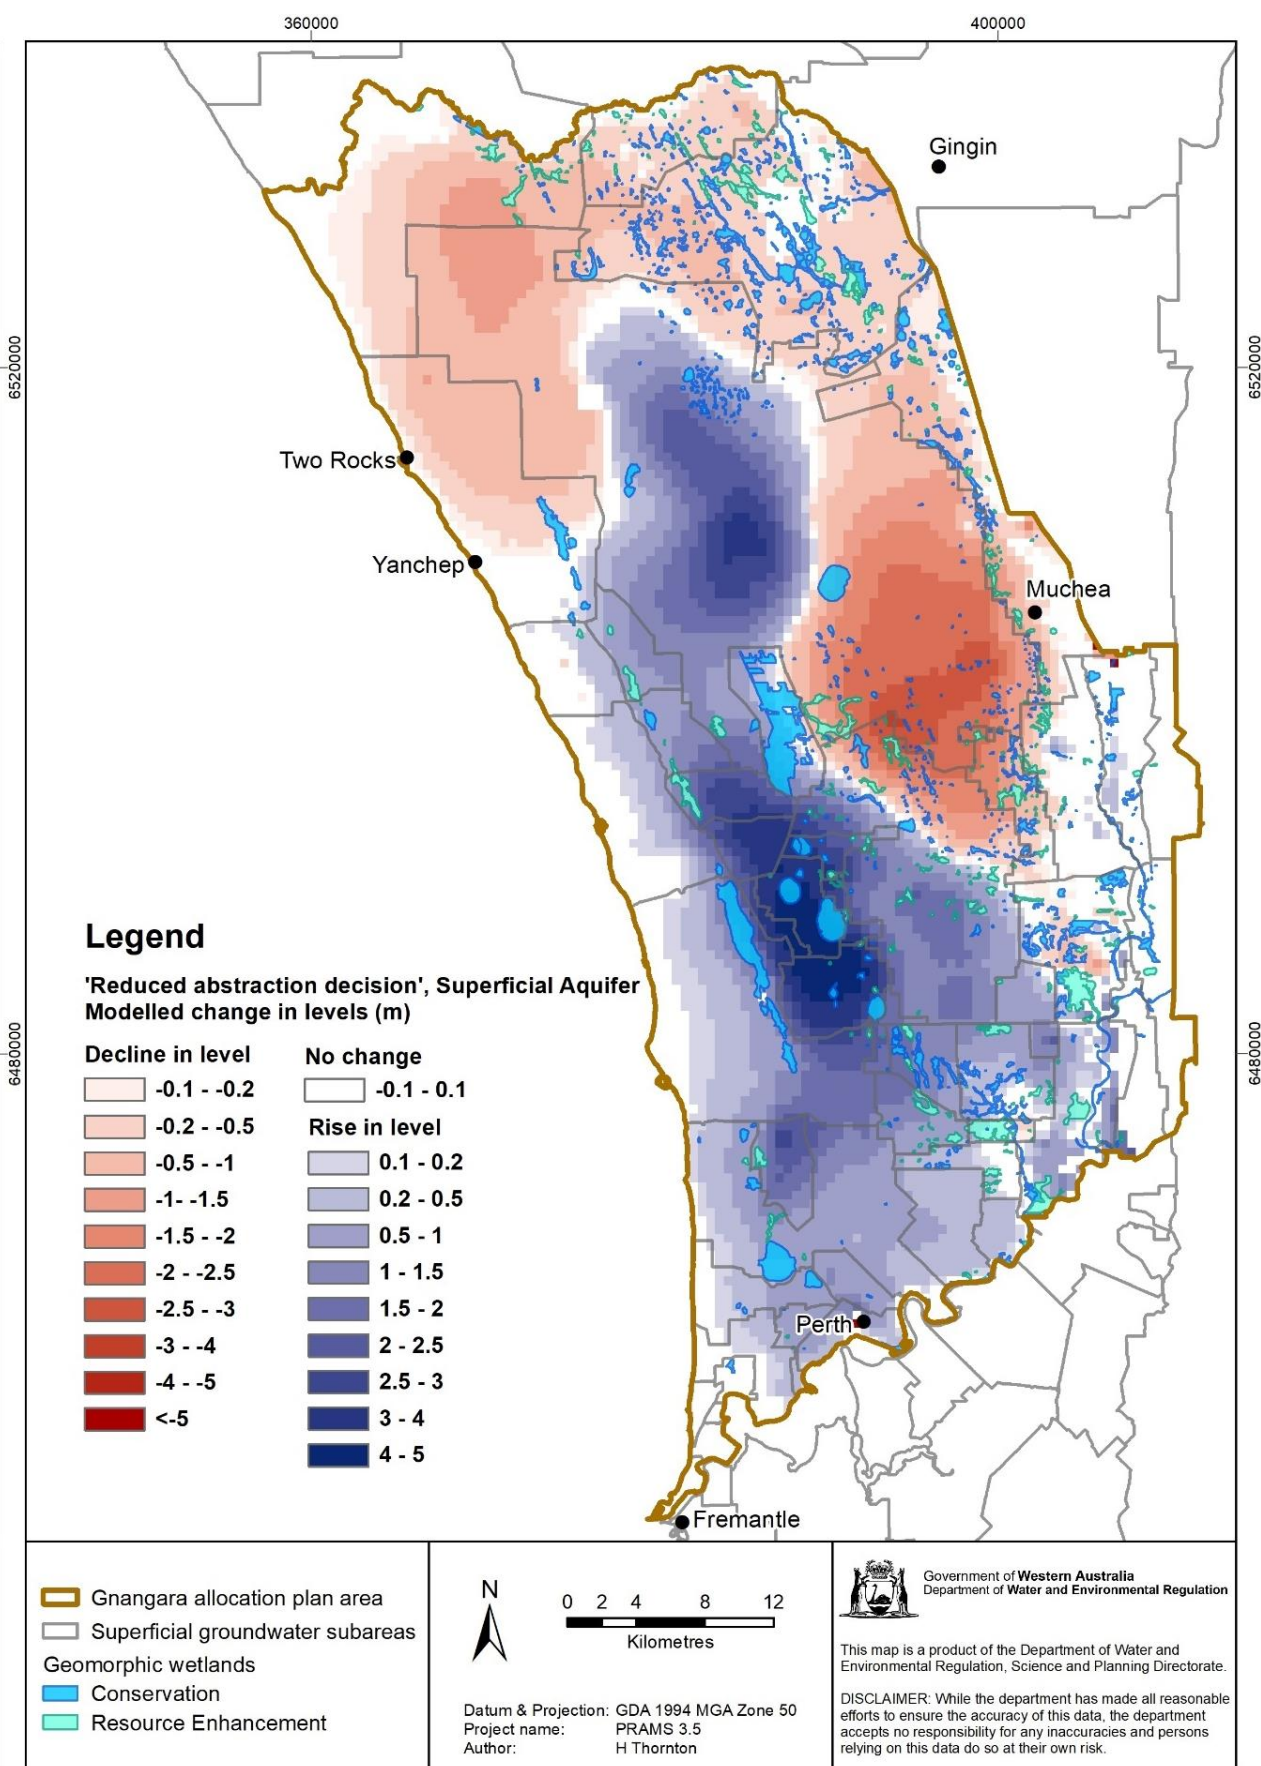 360000
400000
Gingin
6520000
6520000
Two Rocks
Yanchep
Muchea
Legend
'Reduced abstraction decision', Superficial Aquifer
Modelled change in levels (m)
Decline in level
-0.1 - -0.2
-0.2 - -0.5
-0.5 - -1
-1- -1.5
-1.5 - -2
-2 - -2.5
-2.5 - -3
-3 - -4
-4 - -5
<-5
No change
-0.1 - 0.1
Rise in level
0.1 - 0.2
0.2 - 0.5
0.5 - 1
1 - 1.5
1.5 - 2
2 - 2.5
2.5 - 3
3 - 4
4 - 5
6480000
6480000
Perth
Fremantle
Gnangara allocation plan area
Superficial groundwater subareas
Geomorphic wetlands
Conservation
Resource Enhancement
N
0 2 4 8 12
Kilometres
Datum & Projection: GDA 1994 MGA Zone 50
Project name: PRAMS 3.5
Author: H Thornton
Government of Western Australia
Department of Water and Environmental Regulation
This map is a product of the Department of Water and
Environmental Regulation, Science and Planning Directorate.
DISCLAIMER: While the department has made all reasonable
efforts to ensure the accuracy of this data, the department
accepts no responsibility for any inaccuracies and persons
relying on this data do so at their own risk.